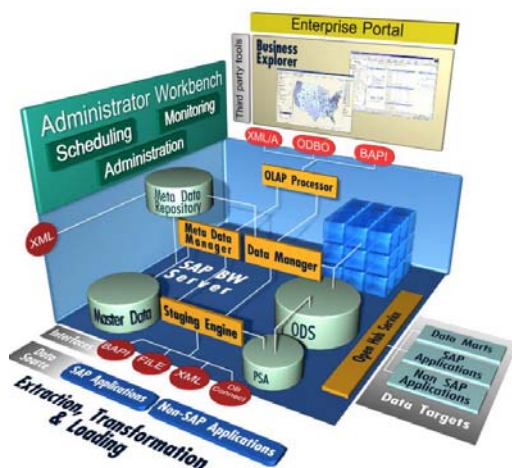 Enterprise Portal
Third party tools
Business
Explorer
Administrator Workbench
Monitoring
Scheduling
Administration
XML/A
ODBO
BAPI
OLAP Processor
Meta Data
Repository
XML
Meta Data
Manager
Data Manager
SAP BW
Server
Master Data
Staging Engine
ODS
PSA
Open Hub Service
Data Marts
SAP
Applications
Non SAP
Applications
Data Targets
Interfaces
BAPI
FILE
XML
DB
Connect
Data
Source
SAP Applications
Non-SAP Applications
Extraction, Transformation
& Loading